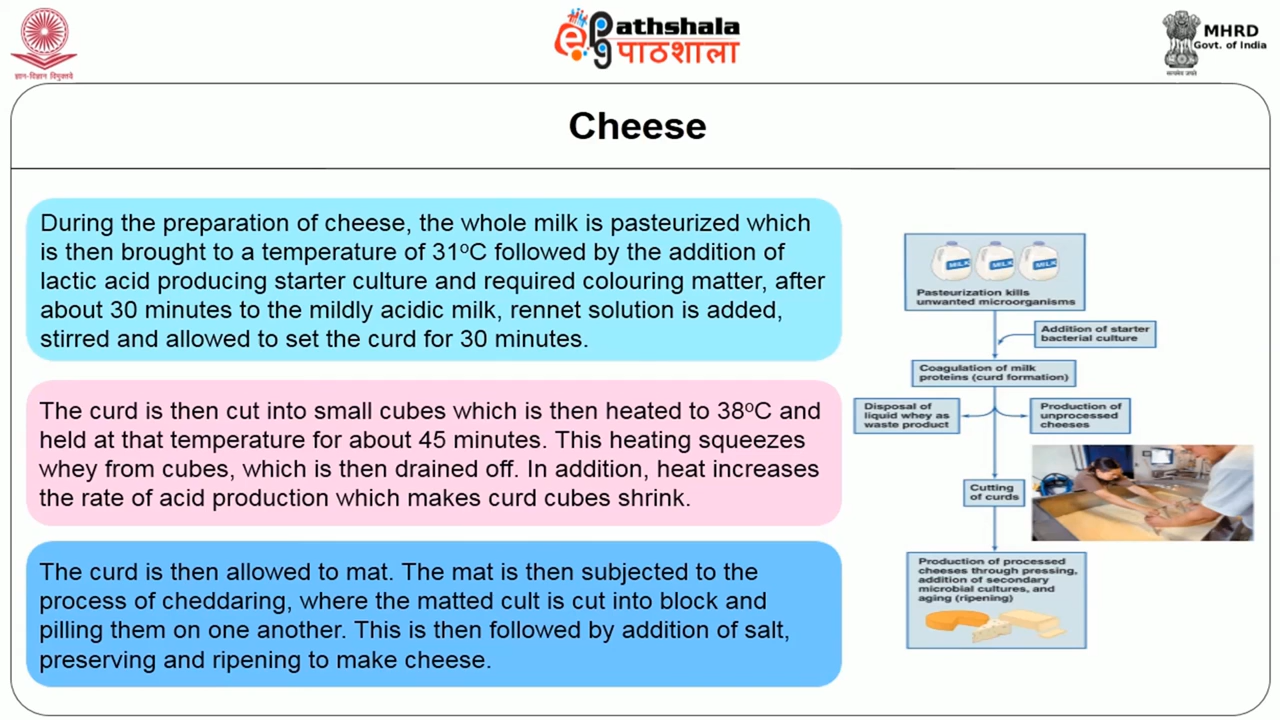 ज्ञान-विज्ञान विमुक्तये
ePathshala
पाठशाला
MHRD
Govt. of India
सत्यमेव जयते
Cheese
During the preparation of cheese, the whole milk is pasteurized which
is then brought to a temperature of 31ºC followed by the addition of
lactic acid producing starter culture and required colouring matter, after
about 30 minutes to the mildly acidic milk, rennet solution is added,
stirred and allowed to set the curd for 30 minutes.
The curd is then cut into small cubes which is then heated to 38ºC and
held at that temperature for about 45 minutes. This heating squeezes
whey from cubes, which is then drained off. In addition, heat increases
the rate of acid production which makes curd cubes shrink.
The curd is then allowed to mat. The mat is then subjected to the
process of cheddaring, where the matted cult is cut into block and
pilling them on one another. This is then followed by addition of salt,
preserving and ripening to make cheese.
MILK MILK MILK
Pasteurization kills
unwanted microorganisms
Addition of starter
bacterial culture
Coagulation of milk
proteins (curd formation)
Disposal of
liquid whey as
waste product
Production of
unprocessed
cheeses
Cutting
of curds
Production of processed
cheeses through pressing,
addition of secondary
microbial cultures, and
aging (ripening)